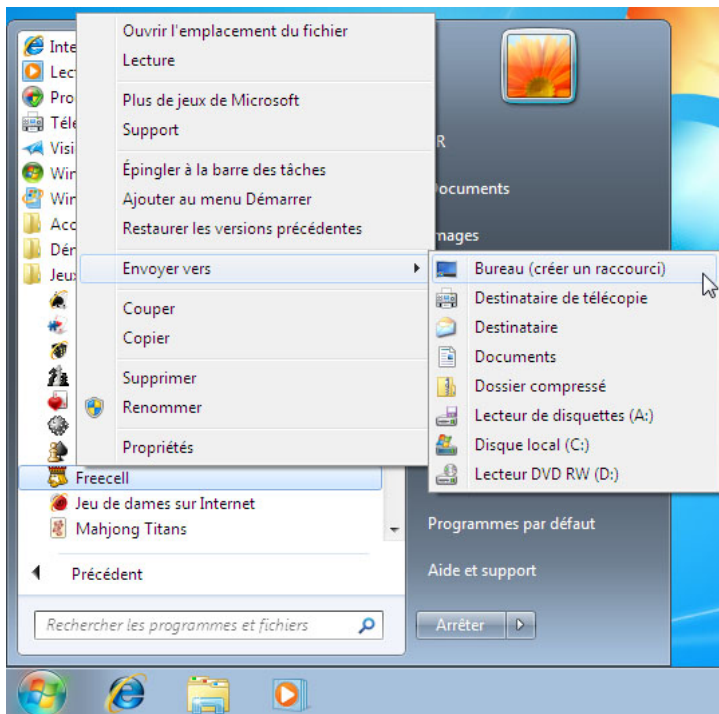 Ouvrir l'emplacement du fichier
Lecture
Plus de jeux de Microsoft
Support
Épingler à la barre des tâches
Ajouter au menu Démarrer
Restaurer les versions précédentes
Envoyer vers
Couper
Copier
Supprimer
Renommer
Propriétés
Bureau (créer un raccourci)
Destinataire de télécopie
Destinataire
Documents
Dossier compressé
Lecteur de disquettes (A:)
Disque local (C:)
Lecteur DVD RW (D:)
Freecell
Jeu de dames sur Internet
Mahjong Titans
Précédent
Rechercher les programmes et fichiers
Programmes par défaut
Aide et support
Arrêter